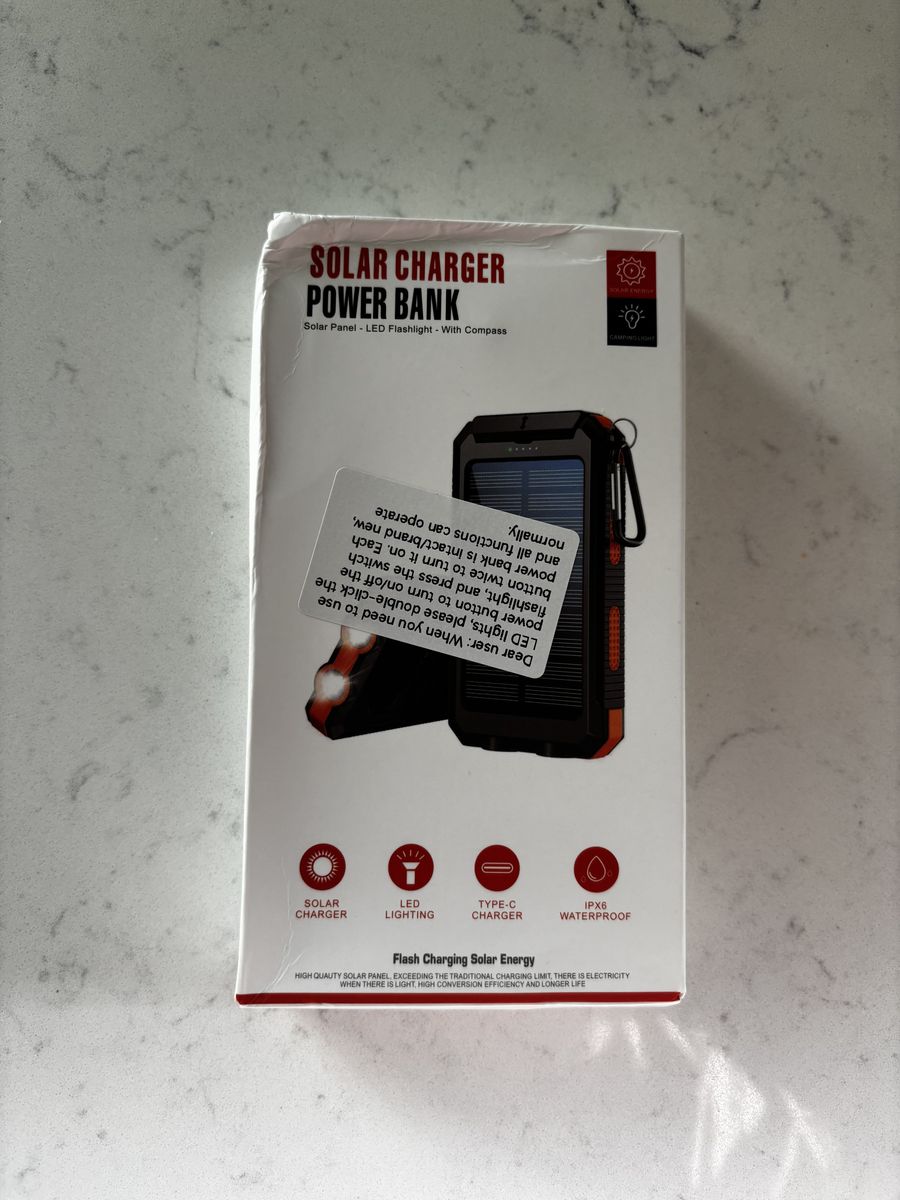 SOLAR CHARGER
POWER BANK
Solar Panel - LED Flashlight - With Compass
SOLAR ENERGY
CAMPING LIGHT
Dear user: When you need to use
LED lights, please double-click the
power button to turn on/off the
flashlight, and press the switch
button twice to turn it on. Each
power bank is intact/brand new,
and all functions can operate
normally.
SOLAR
CHARGER
LED
LIGHTING
TYPE-C
CHARGER
IPX6
WATERPROOF
Flash Charging Solar Energy
HIGH QUAUTY SOLAR PANEL. EXCEEDING THE TRADITIONAL CHARGING LIMIT, THERE IS ELECTRICITY
WHEN THERE IS LIGHT. HIGH CONVERSION EFFICIENCY AND LONGER LIFE